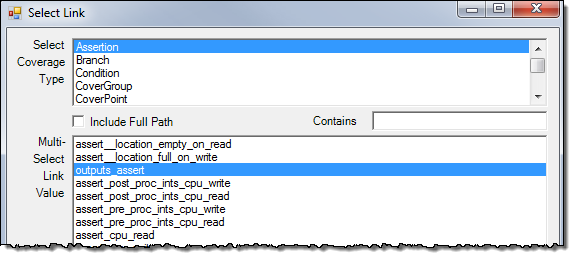 Select Link
Select
Coverage
Type
Assertion
Branch
Condition
CoverGroup
CoverPoint
Include Full Path
Contains
Multi-
Select
Link
Value
assert__location_empty_on_read
assert__location_full_on_write
outputs_assert
assert_post_proc_ints_cpu_write
assert_post_proc_ints_cpu_read
assert_pre_proc_ints_cpu_write
assert_pre_proc_ints_cpu_read
assert_cpu_read